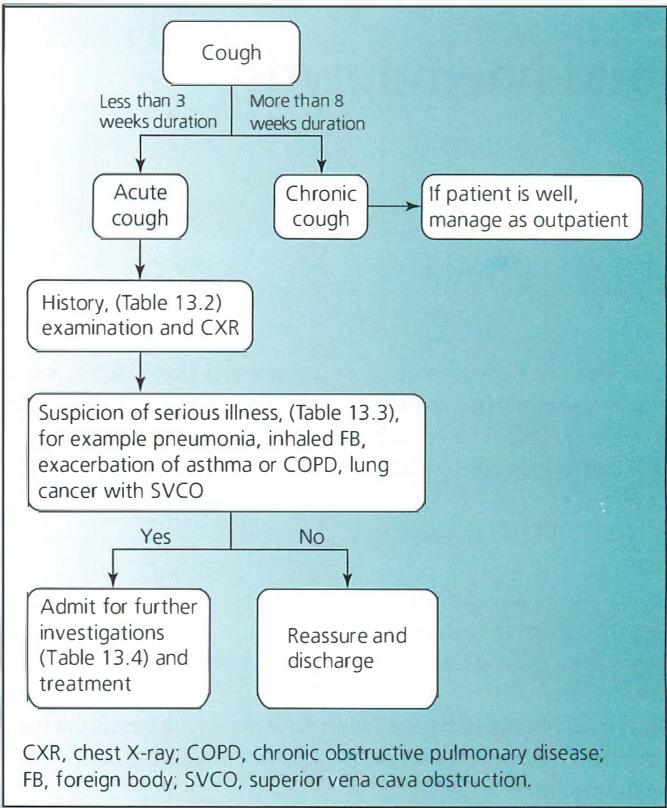 Cough
Less than 3
weeks duration
More than 8
weeks duration
Acute
cough
Chronic
cough
If patient is well,
manage as outpatient
History, (Table 13.2)
examination and CXR
Suspicion of serious illness, (Table 13.3),
for example pneumonia, inhaled FB,
exacerbation of asthma or COPD, lung
cancer with SVCO
Yes
No
Admit for further
investigations
(Table 13.4) and
treatment
Reassure and
discharge
CXR, chest X-ray; COPD, chronic obstructive pulmonary disease;
FB, foreign body; SVCO, superior vena cava obstruction.